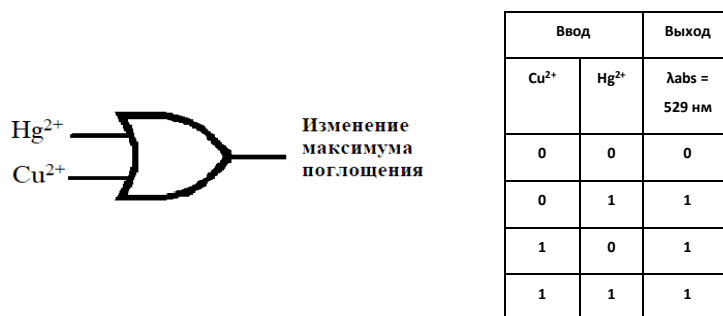 Hg²⁺
Cu²⁺
Изменение
максимума
поглощения
Ввод Выход
Cu²⁺ Hg²⁺ λabs =
529 нм
0 0 0
0 1 1
1 0 1
1 1 1